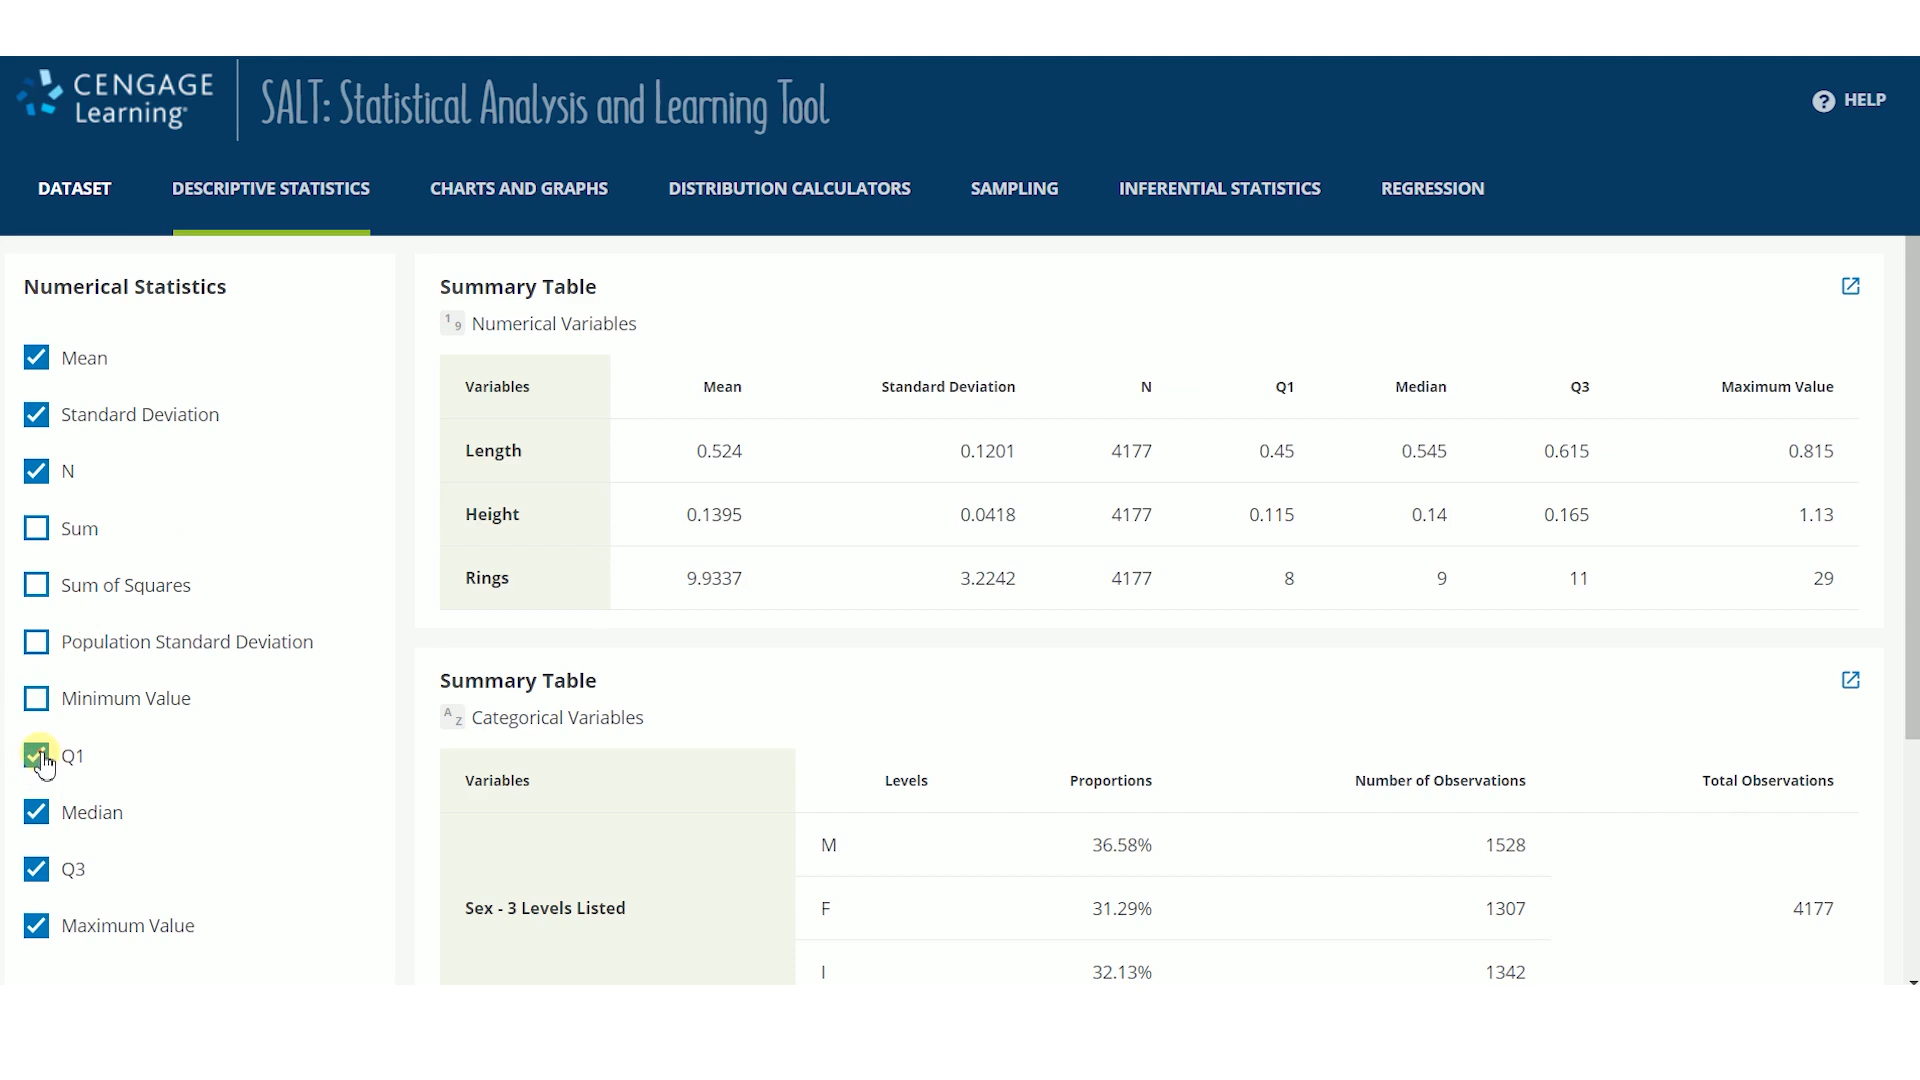 CENGAGE
Learning
SALT: Statistical Analysis and Learning Tool
? HELP
DATASET DESCRIPTIVE STATISTICS CHARTS AND GRAPHS DISTRIBUTION CALCULATORS SAMPLING INFERENTIAL STATISTICS REGRESSION
Numerical Statistics
Mean
Standard Deviation
N
Sum
Sum of Squares
Population Standard Deviation
Minimum Value
Q1
Median
Q3
Maximum Value
Summary Table
1 9 Numerical Variables
Variables Mean Standard Deviation N Q1 Median Q3 Maximum Value
Length 0.524 0.1201 4177 0.45 0.545 0.615 0.815
Height 0.1395 0.0418 4177 0.115 0.14 0.165 1.13
Rings 9.9337 3.2242 4177 8 9 11 29
Summary Table
A Z Categorical Variables
Variables Levels Proportions Number of Observations Total Observations
M 36.58% 1528
Sex - 3 Levels Listed F 31.29% 1307 4177
I 32.13% 1342